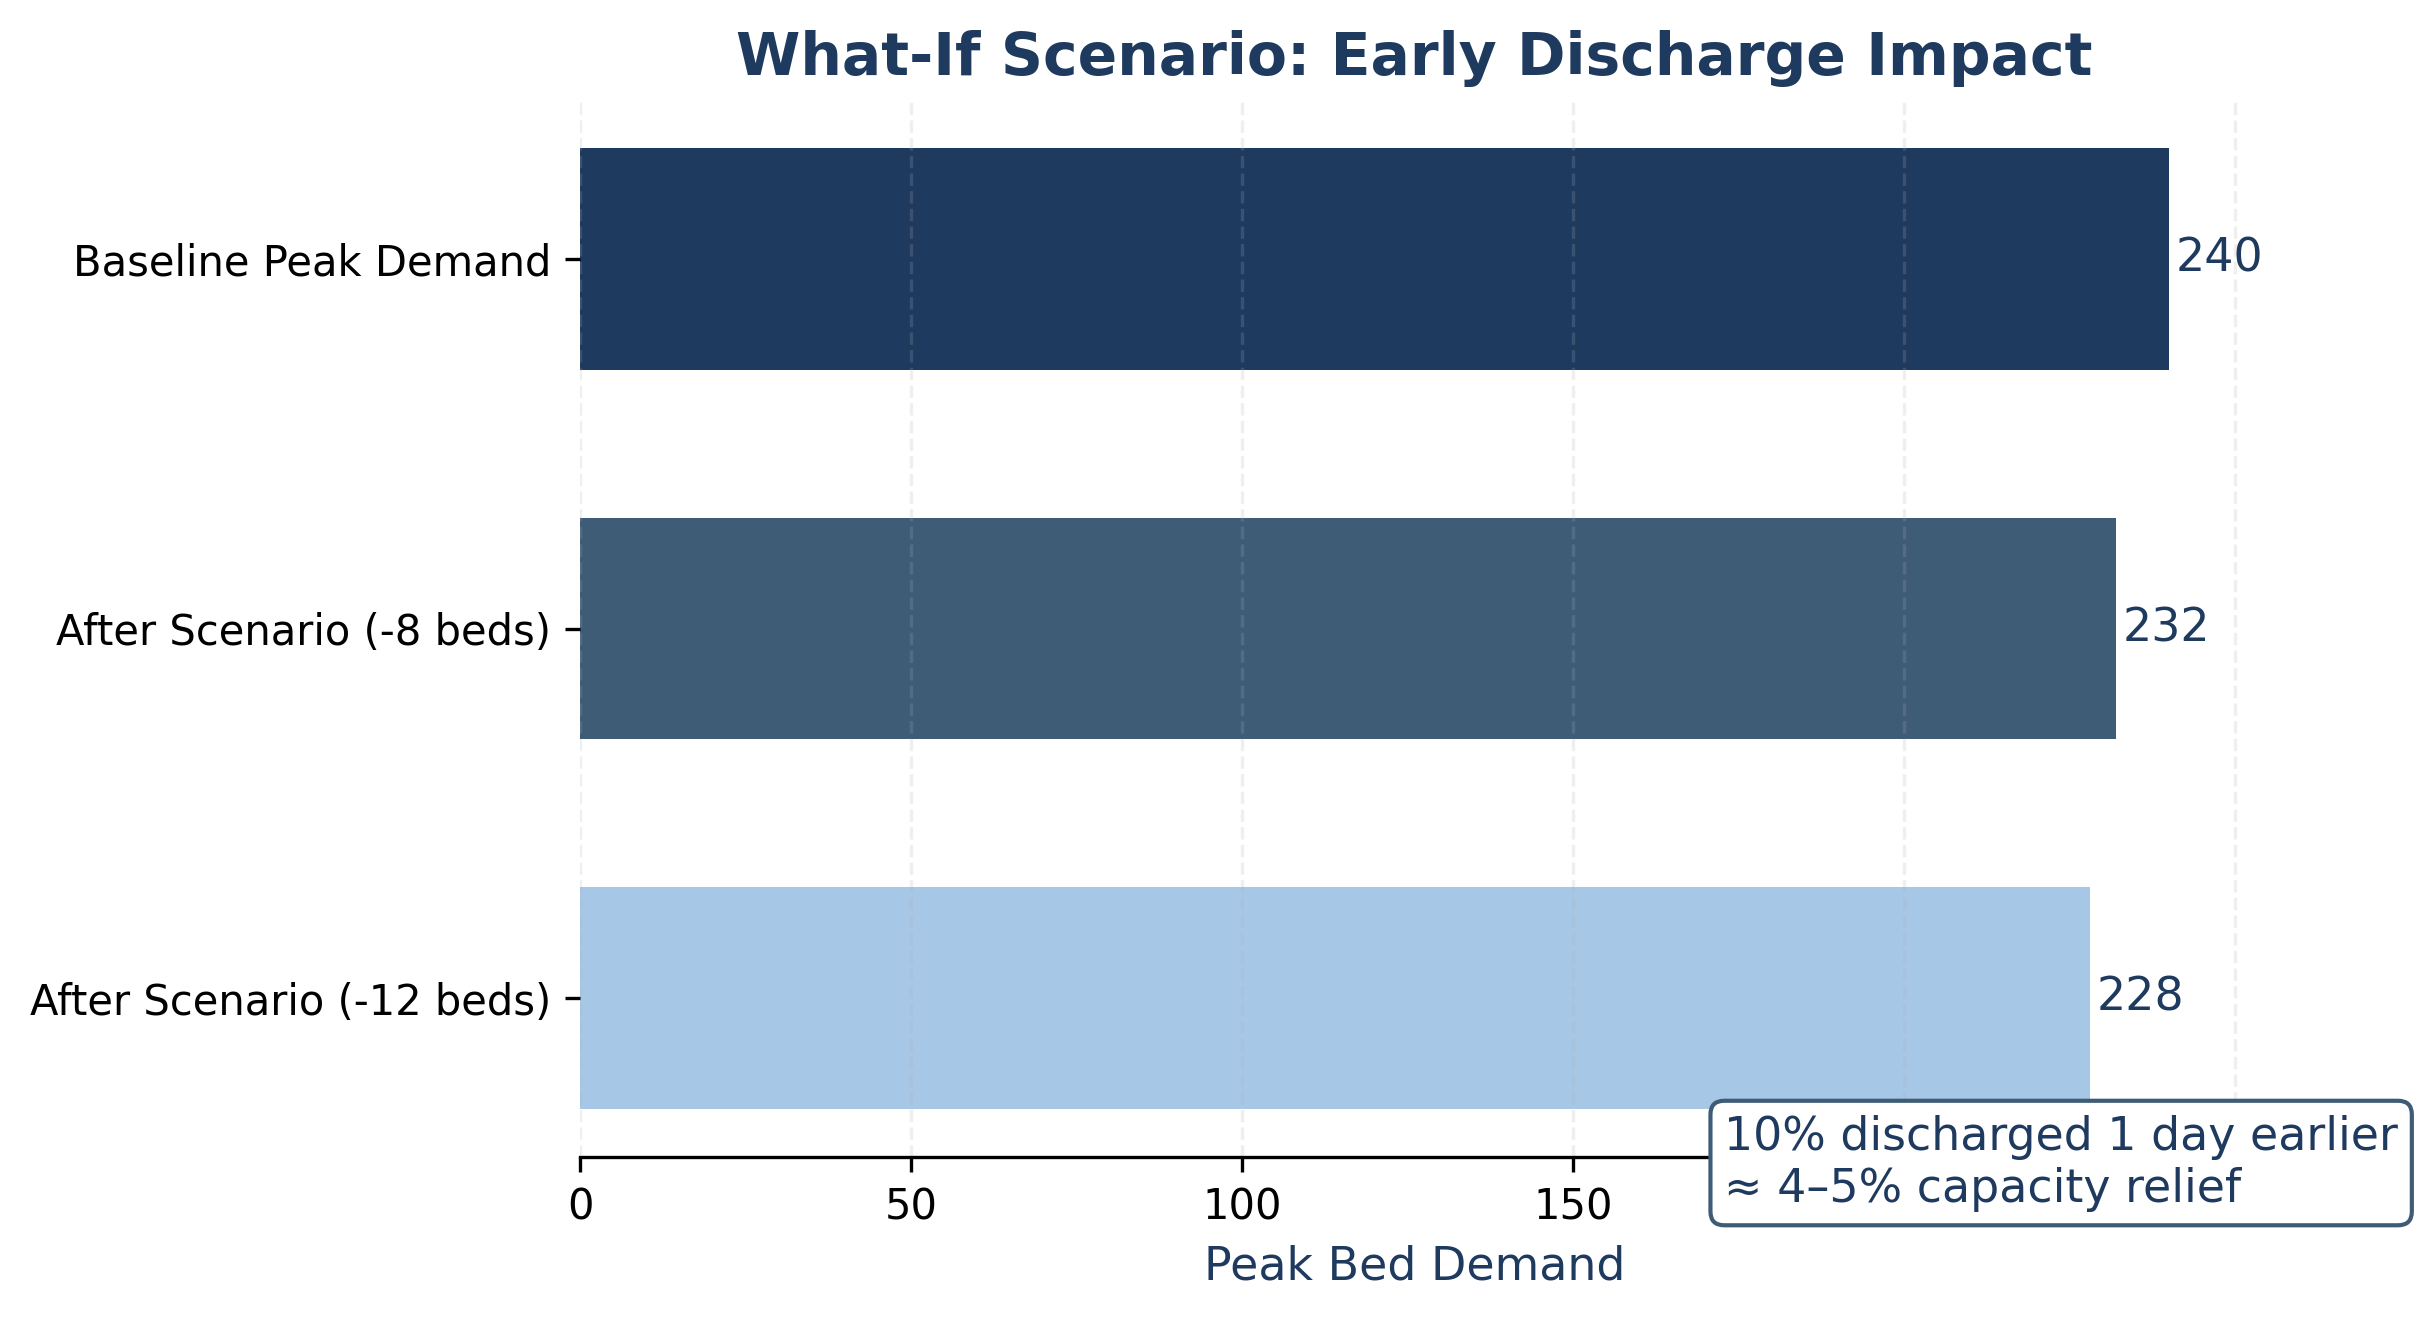 What-If Scenario: Early Discharge Impact
Baseline Peak Demand
240
After Scenario (-8 beds)
232
After Scenario (-12 beds)
228
10% discharged 1 day earlier
≈ 4–5% capacity relief
0 50 100 150
Peak Bed Demand